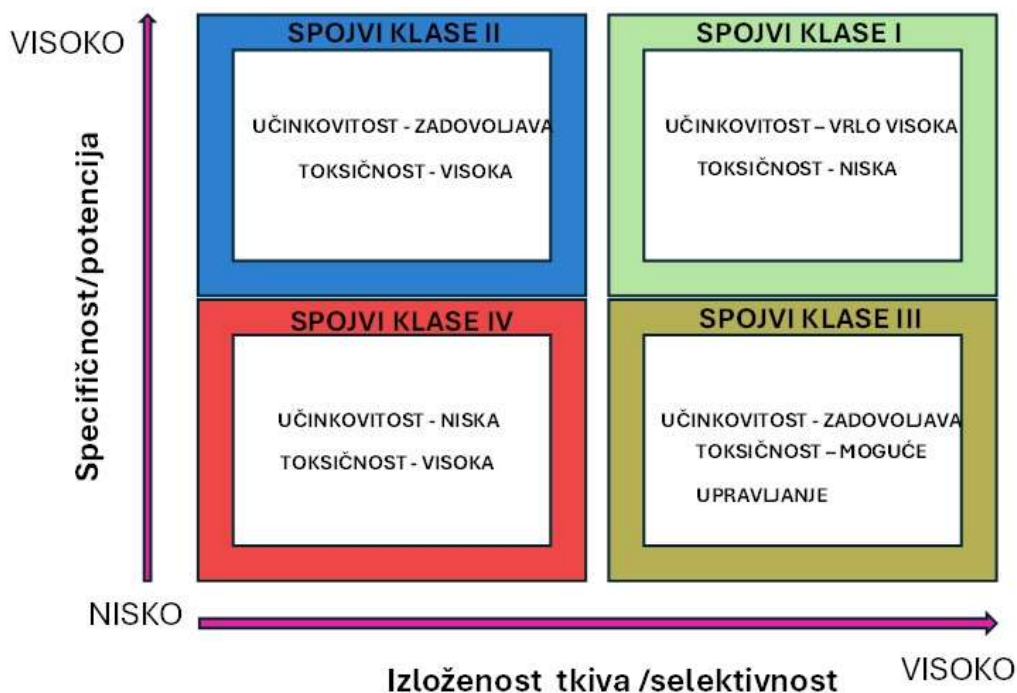 VISOKO
Specifičnost/potencija
SPOJVI KLASE II
UČINKOVITOST - ZADOVOLJAVA
TOKSIČNOST - VISOKA
SPOJVI KLASE I
UČINKOVITOST – VRLO VISOKA
TOKSIČNOST - NISKA
SPOJVI KLASE IV
UČINKOVITOST - NISKA
TOKSIČNOST - VISOKA
SPOJVI KLASE III
UČINKOVITOST - ZADOVOLJAVA
TOKSIČNOST – MOGUĆE
UPRAVLJANJE
NISKO
VISOKO
Izloženost tkiva /selektivnost